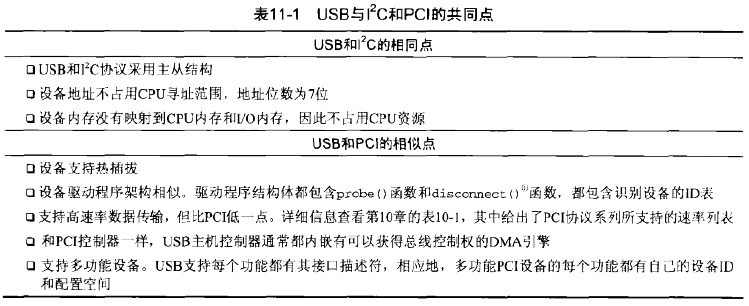 表11-1 USB与I²C和PCI的共同点
USB和I²C的相同点
❑ USB和I²C协议采用主从结构
❑ 设备地址不占用CPU寻址范围，地址位数为7位
❑ 设备内存没有映射到CPU内存和I/O内存，因此不占用CPU资源
USB和PCI的相似点
❑ 设备支持热插拔
❑ 设备驱动程序架构相似。驱动程序结构体都包含probe()函数和disconnect()^①函数，都包含识别设备的ID表
❑ 支持高速率数据传输，但比PCI低一点。详细信息查看第10章的表10-1，其中给出了PCI协议系列所支持的速率列表
❑ 和PCI控制器一样，USB主机控制器通常都内嵌有可以获得总线控制权的DMA引擎
❑ 支持多功能设备。USB支持每个功能都有其接口描述符，相应地，多功能PCI设备的每个功能都有自己的设备ID
和配置空间